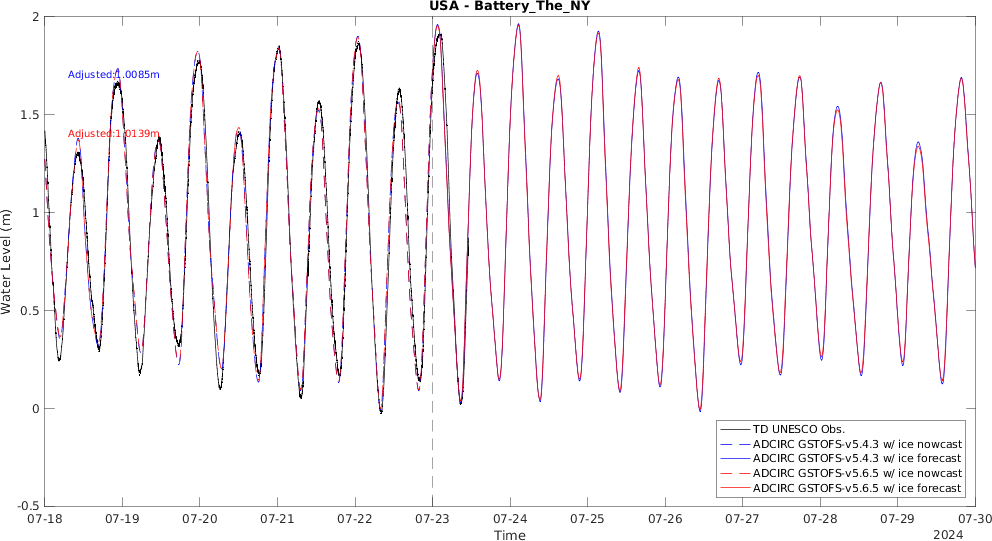 USA - Battery_The_NY
2
1.5
1
0.5
0
-0.5
Water Level (m)
Adjusted:1.0085m
Adjusted:1.0139m
TD UNESCO Obs.
ADCIRC GSTOFS-v5.4.3 w/ ice nowcast
ADCIRC GSTOFS-v5.4.3 w/ ice forecast
ADCIRC GSTOFS-v5.6.5 w/ ice nowcast
ADCIRC GSTOFS-v5.6.5 w/ ice forecast
07-18 07-19 07-20 07-21 07-22 07-23 07-24 07-25 07-26 07-27 07-28 07-29 07-30
Time
2024